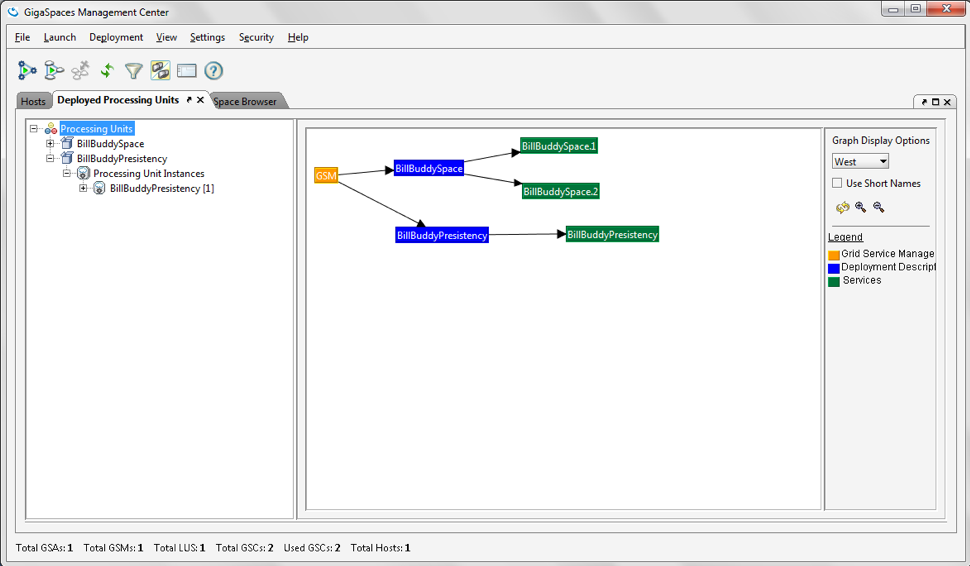 GigaSpaces Management Center
File Launch Deployment View Settings Security Help
Hosts Deployed Processing Units Space Browser
Processing Units
BillBuddySpace
BillBuddyPresistency
Processing Unit Instances
BillBuddyPresistency [1]
GSM
BillBuddySpace
BillBuddySpace.1
BillBuddySpace.2
BillBuddyPresistency
BillBuddyPresistency
Graph Display Options
West
Use Short Names
Legend
Grid Service Manage
Deployment Descript
Services
Total GSAs: 1 Total GSMs: 1 Total LUS: 1 Total GSCs: 2 Used GSCs: 2 Total Hosts: 1